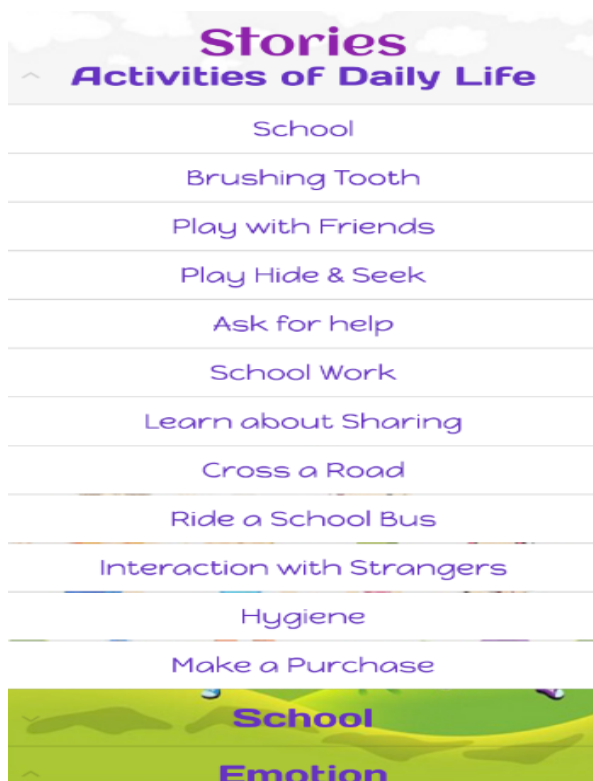 Stories
Activities of Daily Life
School
Brushing Tooth
Play with Friends
Play Hide & Seek
Ask for help
School Work
Learn about Sharing
Cross a Road
Ride a School Bus
Interaction with Strangers
Hygiene
Make a Purchase
School
Emotion